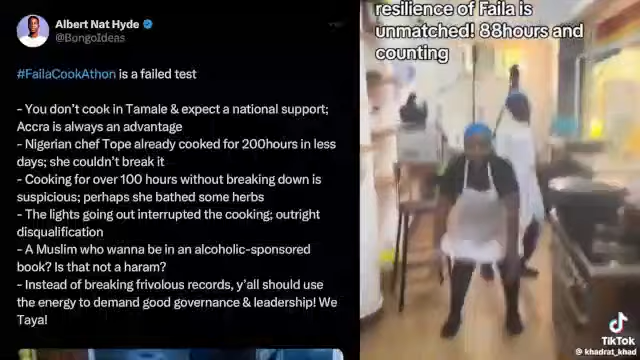 Albert Nat Hyde
@BongoIdeas
#FailaCookAthon is a failed test
- You don't cook in Tamale & expect a national support;
Accra is always an advantage
- Nigerian chef Tope already cooked for 200hours in less
days; she couldn't break it
- Cooking for over 100 hours without breaking down is
suspicious; perhaps she bathed some herbs
- The lights going out interrupted the cooking; outright
disqualification
- A Muslim who wanna be in an alcoholic-sponsored
book? Is that not a haram?
- Instead of breaking frivolous records, y'all should use
the energy to demand good governance & leadership! We
Taya!
resilience of Faila is
unmatched! 88hours and
counting
TikTok
@ khadrat_khad